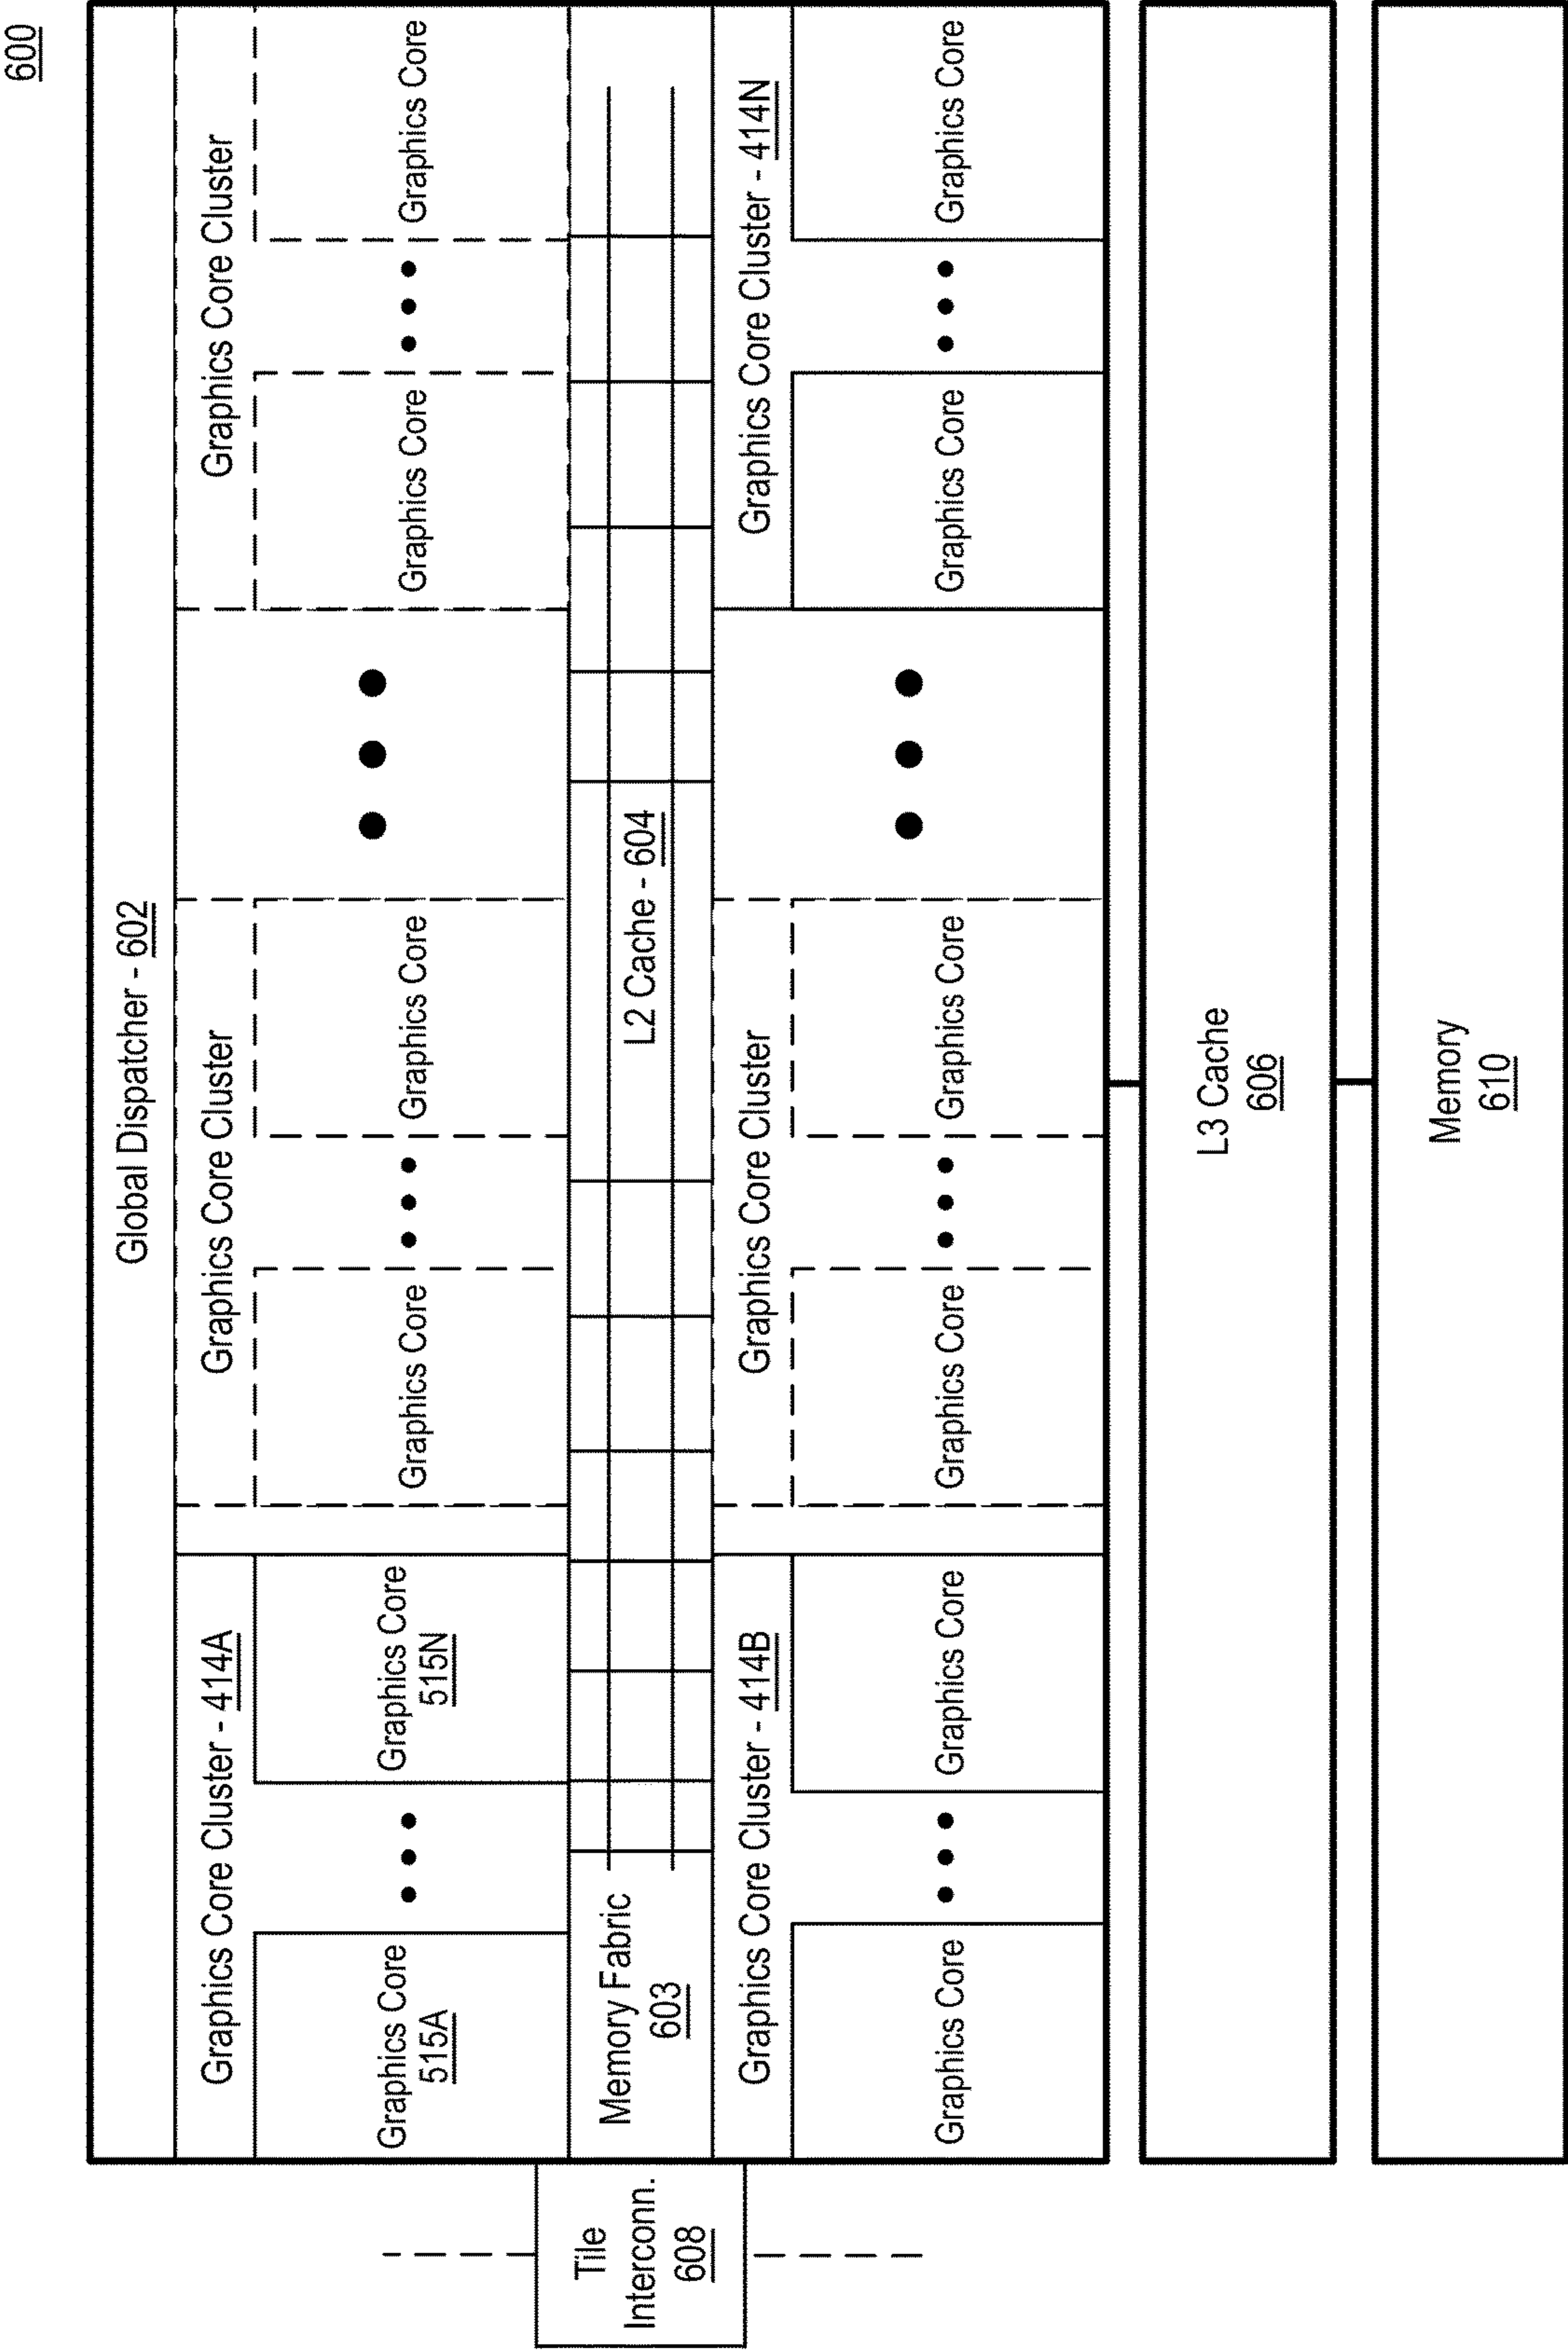 600
Global Dispatcher - 602
Graphics Core Cluster - 414A
Graphics Core Cluster
Graphics Core Cluster
Graphics Core
515A
Graphics Core
515N
Graphics Core
Graphics Core
Graphics Core
Graphics Core
Tile
Interconn.
608
Memory Fabric
603
L2 Cache - 604
Graphics Core Cluster - 414B
Graphics Core Cluster
Graphics Core Cluster - 414N
Graphics Core
Graphics Core
Graphics Core
Graphics Core
Graphics Core
Graphics Core
L3 Cache
606
Memory
610